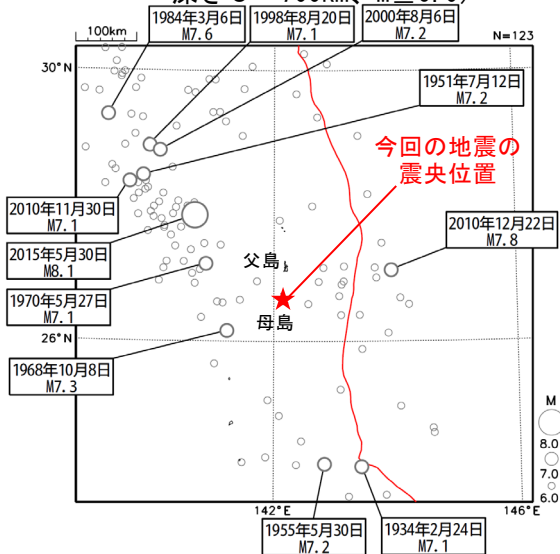 100km
N=123
1984年3月6日
M7.6
1998年8月20日
M7.1
2000年8月6日
M7.2
30°N
1951年7月12日
M7.2
今回の地震の
震央位置
2010年11月30日
M7.1
2015年5月30日
M8.1
1970年5月27日
M7.1
1968年10月8日
M7.3
2010年12月22日
M7.8
父島
母島
26°N
M
8.0
7.0
6.0
142°E
146°E
1955年5月30日
M7.2
1934年2月24日
M7.1